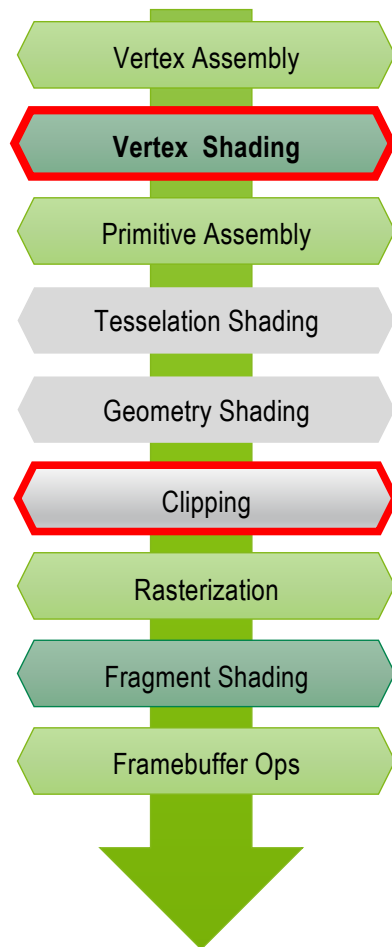 Vertex Assembly
Vertex Shading
Primitive Assembly
Tesselation Shading
Geometry Shading
Clipping
Rasterization
Fragment Shading
Framebuffer Ops